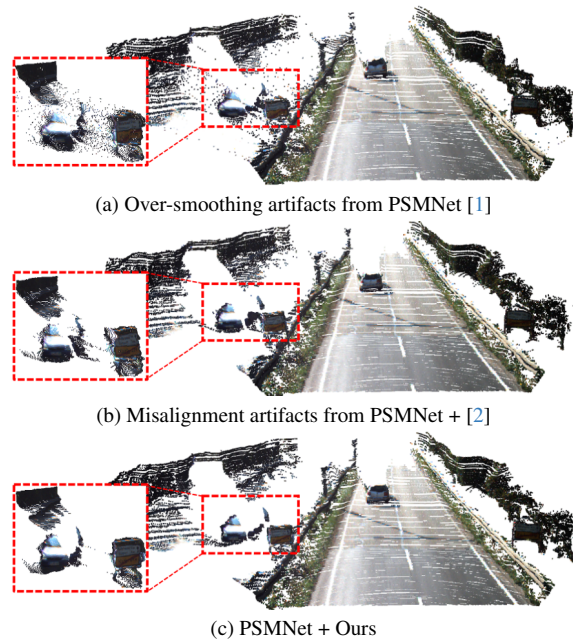 (a) Over-smoothing artifacts from PSMNet [1]
(b) Misalignment artifacts from PSMNet + [2]
(c) PSMNet + Ours